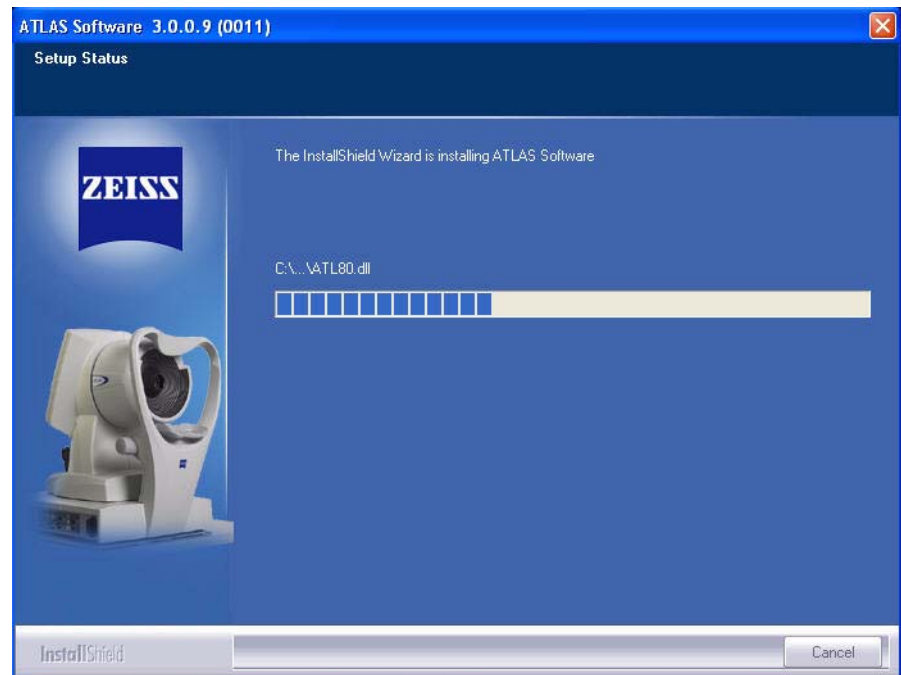 ATLAS Software 3.0.0.9 (0011)
Setup Status
ZEISS
The InstallShield Wizard is installing ATLAS Software
C:\...\ATL80.dll
InstallShield
Cancel